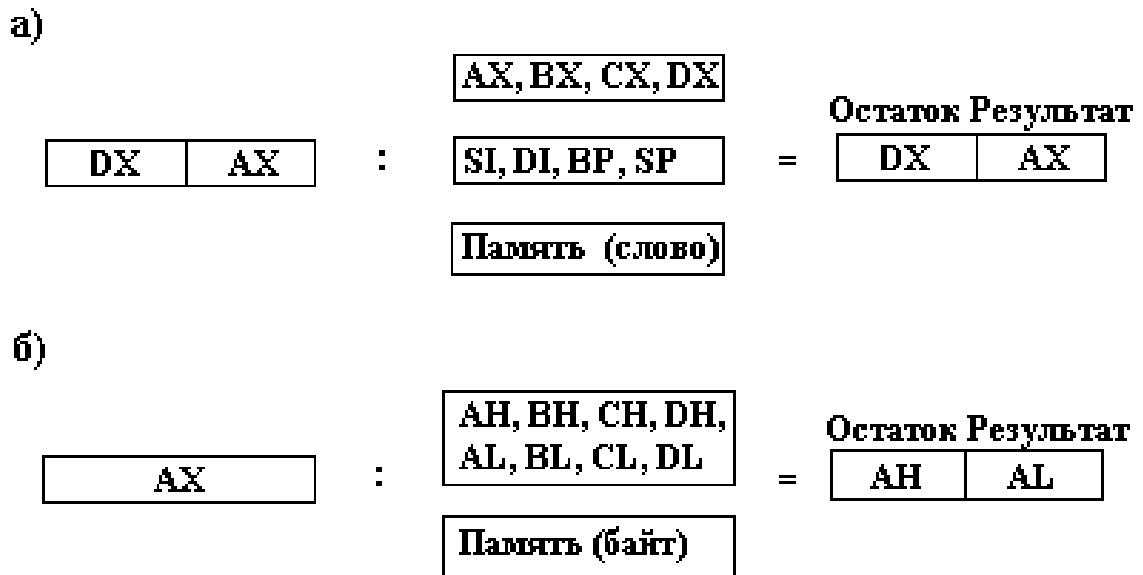 а)
AX, BX, CX, DX
Остаток Результат
DX AX : SI, DI, BP, SP = DX AX
Память (слово)
б)
AH, BH, CH, DH,
AL, BL, CL, DL
Остаток Результат
AX : = AH AL
Память (байт)